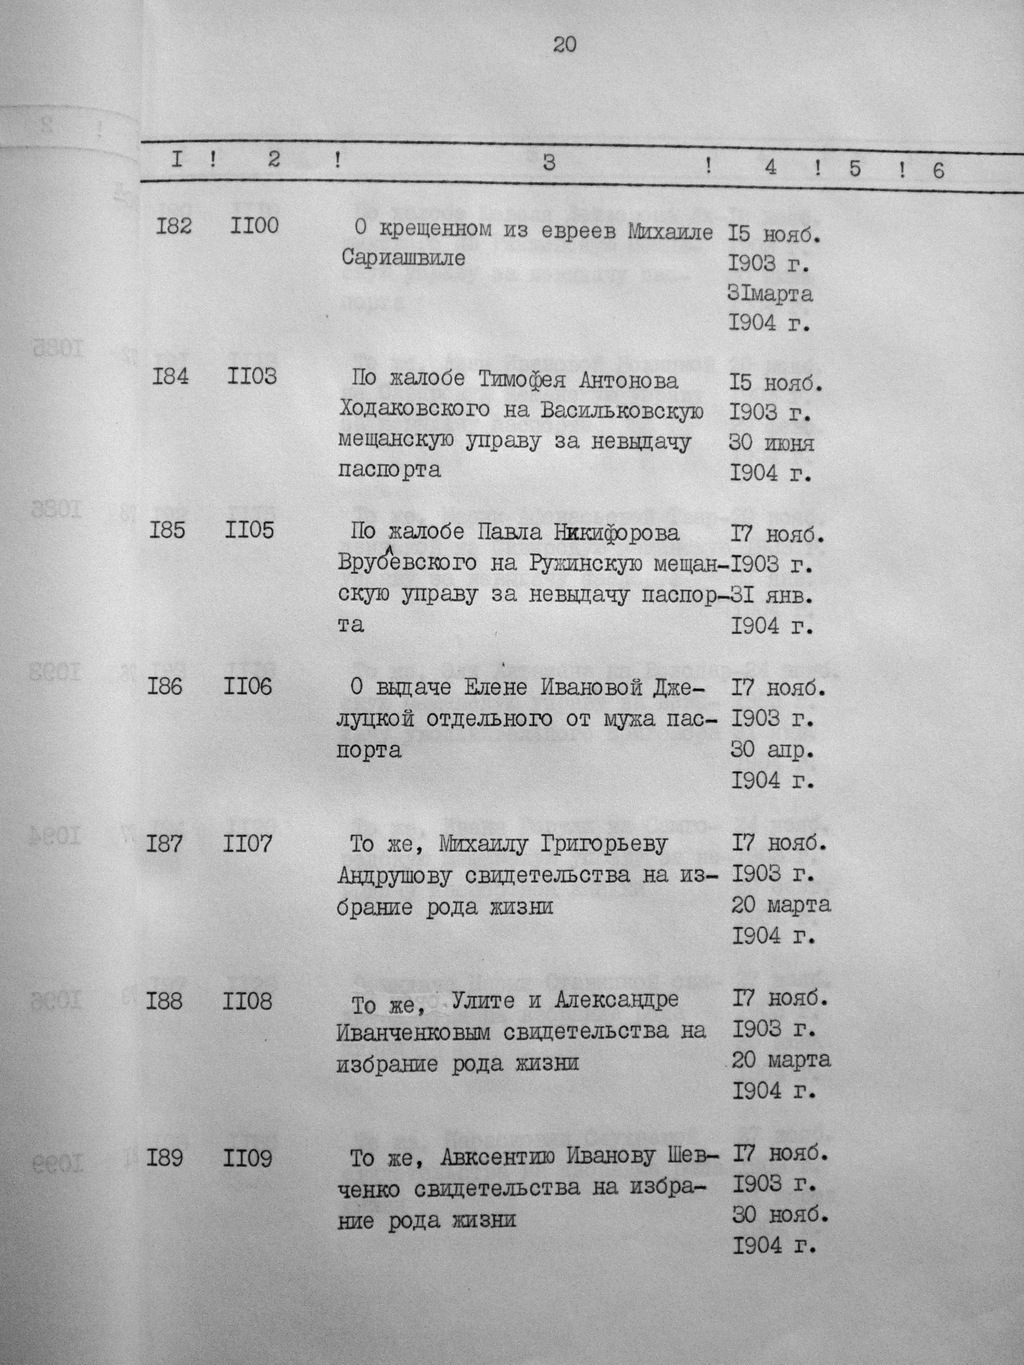 20
I ! 2 ! 3 ! 4 ! 5 ! 6
I82 II00 О крещенном из евреев Михаиле I5 нояб.
Сариашвиле I903 г.
3Iмарта
I904 г.
I84 II03 По жалобе Тимофея Антонова I5 нояб.
Ходаковского на Васильковскую I903 г.
мещанскую управу за невыдачу 30 июня
паспорта I904 г.
I85 II05 По жалобе Павла Никифорова I7 нояб.
Врублевского на Ружинскую мещан- I903 г.
скую управу за невыдачу паспор- 3I янв.
та I904 г.
I86 II06 О выдаче Елене Ивановой Дже- I7 нояб.
луцкой отдельного от мужа пас- I903 г.
порта 30 апр.
I904 г.
I87 II07 То же, Михаилу Григорьеву I7 нояб.
Андрушову свидетельства на из- I903 г.
брание рода жизни 20 марта
I904 г.
I88 II08 То же, Улите и Александре I7 нояб.
Иванченковым свидетельства на I903 г.
избрание рода жизни 20 марта
I904 г.
I89 II09 То же, Авксентию Иванову Шев- I7 нояб.
ченко свидетельства на избра- I903 г.
ние рода жизни 30 нояб.
I904 г.